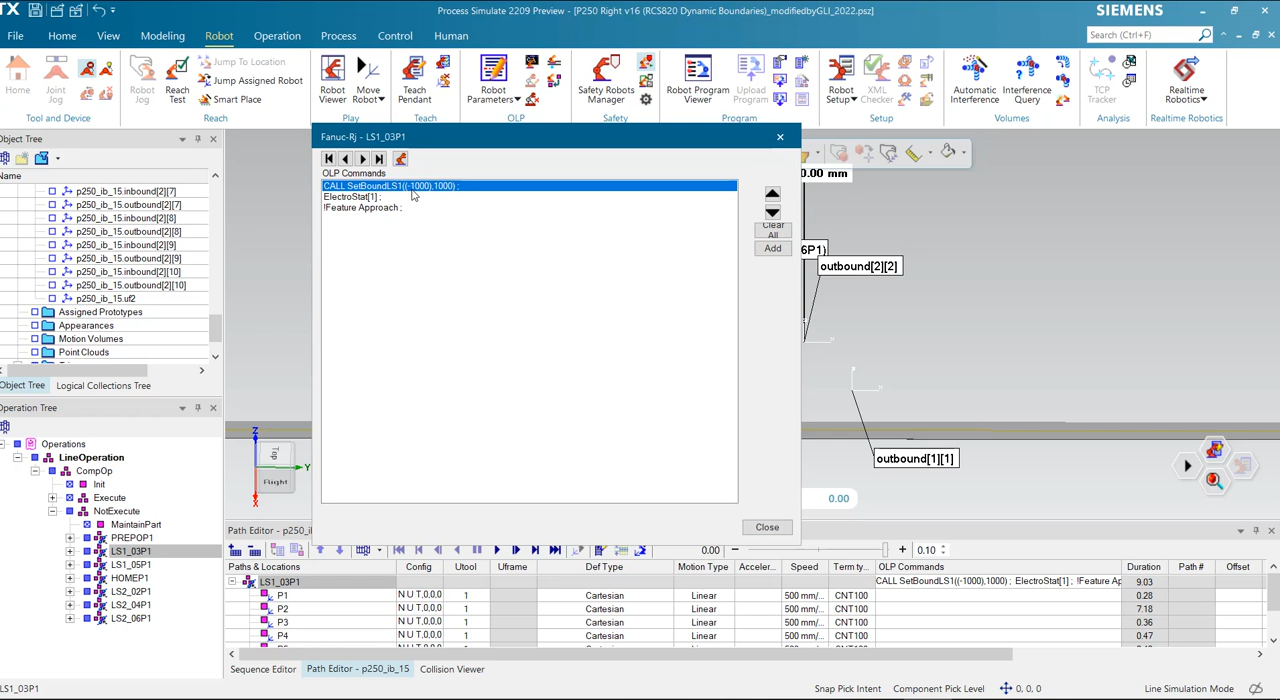 TX
Process Simulate 2209 Preview - [P250 Right v16 (RCS820 Dynamic Boundaries)_modifiedbyGLI_2022.psz]
SIEMENS
File Home View Modeling Robot Operation Process Control Human
Search (Ctrl+F)
Home
Joint Jog
Tool and Device
Robot Jog
Reach Test
Jump To Location
Jump Assigned Robot
Smart Place
Reach
Robot Viewer
Move Robot
Play
Teach Pendant
Teach
Robot Parameters
OLP
Safety Robots Manager
Safety
Robot Program Viewer
Upload Program
Program
Robot Setup
XML Checker
Setup
Automatic Interference
Interference Query
Volumes
TCP Tracker
Analysis
Realtime Robotics
Realtime Robotics
Object Tree
Name
p250_ib_15.inbound[2][7]
p250_ib_15.outbound[2][7]
p250_ib_15.inbound[2][8]
p250_ib_15.outbound[2][8]
p250_ib_15.inbound[2][9]
p250_ib_15.outbound[2][9]
p250_ib_15.inbound[2][10]
p250_ib_15.outbound[2][10]
p250_ib_15.uf2
Assigned Prototypes
Appearances
Motion Volumes
Point Clouds
Object Tree
Logical Collections Tree
Operation Tree
Operations
LineOperation
CompOp
Init
Execute
NotExecute
MaintainPart
PREPOP1
LS1_03P1
LS1_05P1
HOMEP1
LS2_02P1
LS2_04P1
LS2_06P1
Fanuc-Rj - LS1_03P1
OLP Commands
CALL SetBoundLS1((-1000),1000) ;
ElectroStat[1] ;
!Feature Approach ;
Clear All
Add
Close
0.00 mm
6P1)
outbound[2][2]
outbound[1][1]
Z
Y
X
Top
Right
0.00
Path Editor - p250_i
0.00
0.10
Paths & Locations Config Utool Uframe Def Type Motion Type Acceler... Speed Term ty... OLP Commands Duration Path # Offset
LS1_03P1 CALL SetBoundLS1((-1000),1000) ; ElectroStat[1] ; !Feature Ap 9.03
P1 N U T,0,0,0 1 Cartesian Linear 500 mm/... CNT100 0.28
P2 N U T,0,0,0 1 Cartesian Linear 500 mm/... CNT100 7.18
P3 N U T,0,0,0 1 Cartesian Linear 500 mm/... CNT100 0.36
P4 N U T,0,0,0 1 Cartesian Linear 500 mm/... CNT100 0.47
Sequence Editor
Path Editor - p250_ib_15
Collision Viewer
LS1_03P1
Snap Pick Intent
Component Pick Level
0, 0, 0
Line Simulation Mode